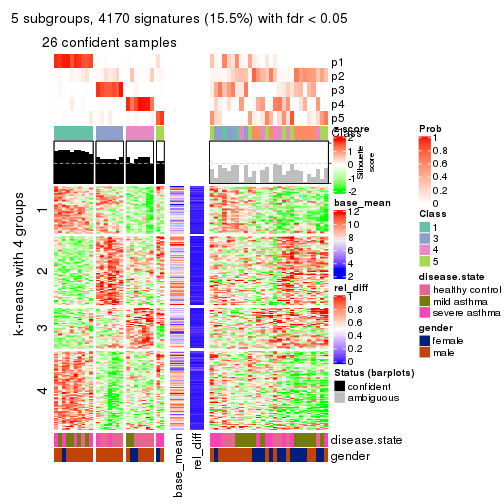 5 subgroups, 4170 signatures (15.5%) with fdr < 0.05
26 confident samples
p1
p2
p3
p4
p5
Class
z-score
2
1
0
-1
-2
Silhouette
score
k-means with 4 groups
1
2
3
4
base_mean
12
10
8
6
4
2
rel_diff
1
0.8
0.6
0.4
0.2
0
Status (barplots)
confident
ambiguous
Prob
1
0.8
0.6
0.4
0.2
0
Class
1
3
4
5
disease.state
healthy control
mild asthma
severe asthma
gender
female
male
disease.state
gender
base_mean
rel_diff